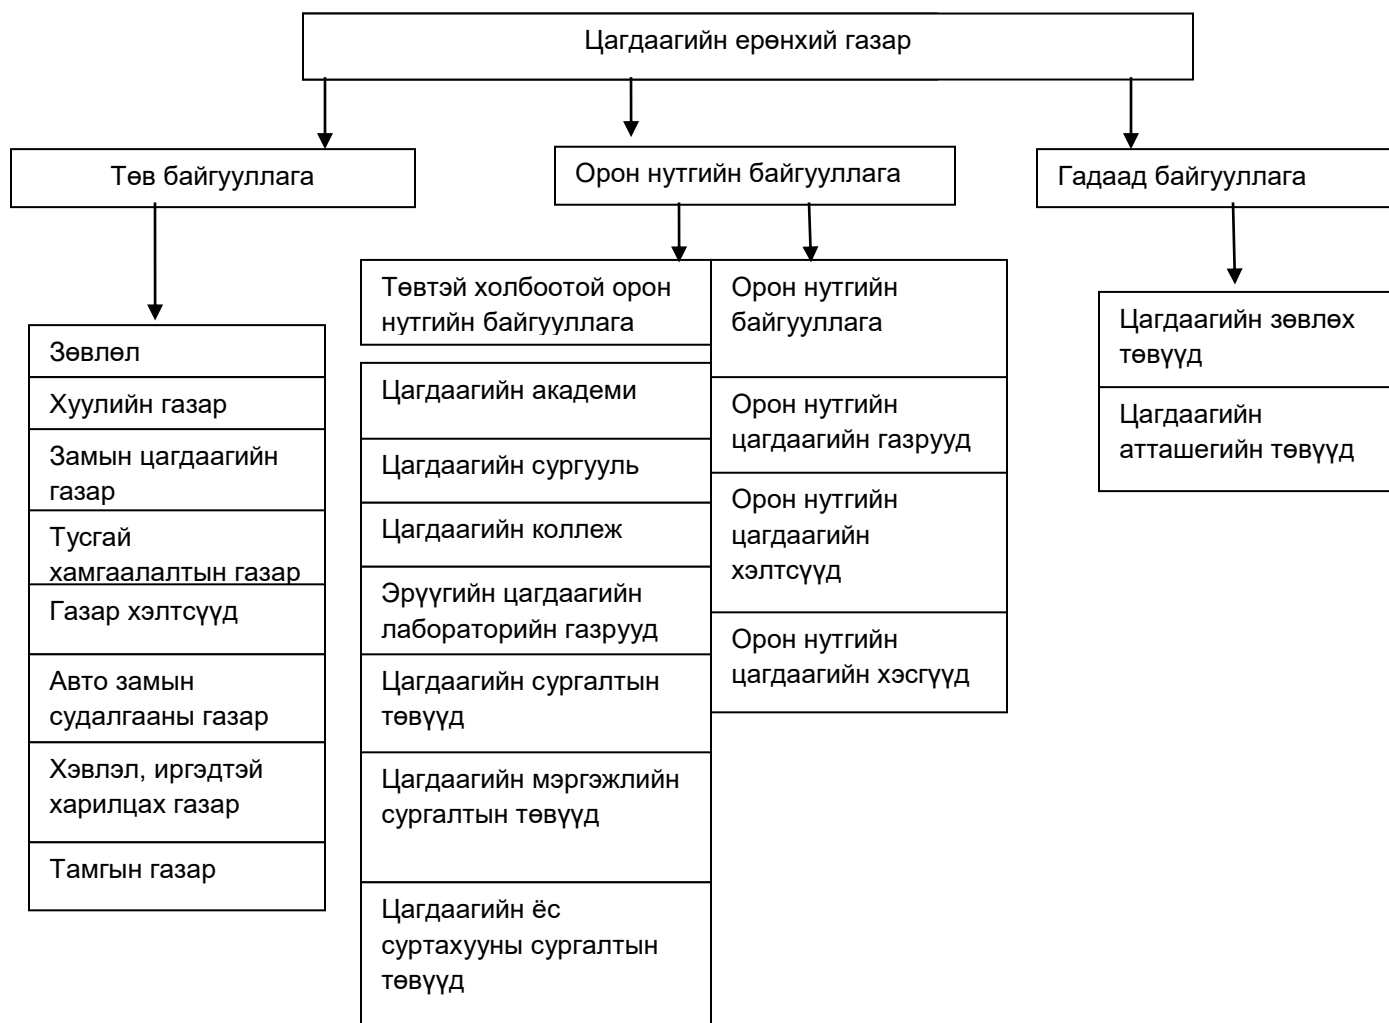 Цагдаагийн ерөнхий газар
Төв байгууллага
Орон нутгийн байгууллага
Гадаад байгууллага
Зөвлөл
Хуулийн газар
Замын цагдаагийн
газар
Тусгай
хамгаалалтын газар
Газар хэлтсүүд
Авто замын
судалгааны газар
Хэвлэл, иргэдтэй
харилцах газар
Тамгын газар
Төвтэй холбоотой орон
нутгийн байгууллага
Цагдаагийн академи
Цагдаагийн сургууль
Цагдаагийн коллеж
Эрүүгийн цагдаагийн
лабораторийн газрууд
Цагдаагийн сургалтын
төвүүд
Цагдаагийн мэргэжлийн
сургалтын төвүүд
Цагдаагийн ёс
суртахууны сургалтын
төвүүд
Орон нутгийн
байгууллага
Орон нутгийн
цагдаагийн газрууд
Орон нутгийн
цагдаагийн
хэлтсүүд
Орон нутгийн
цагдаагийн хэсгүүд
Цагдаагийн зөвлөх
төвүүд
Цагдаагийн
атташегийн төвүүд